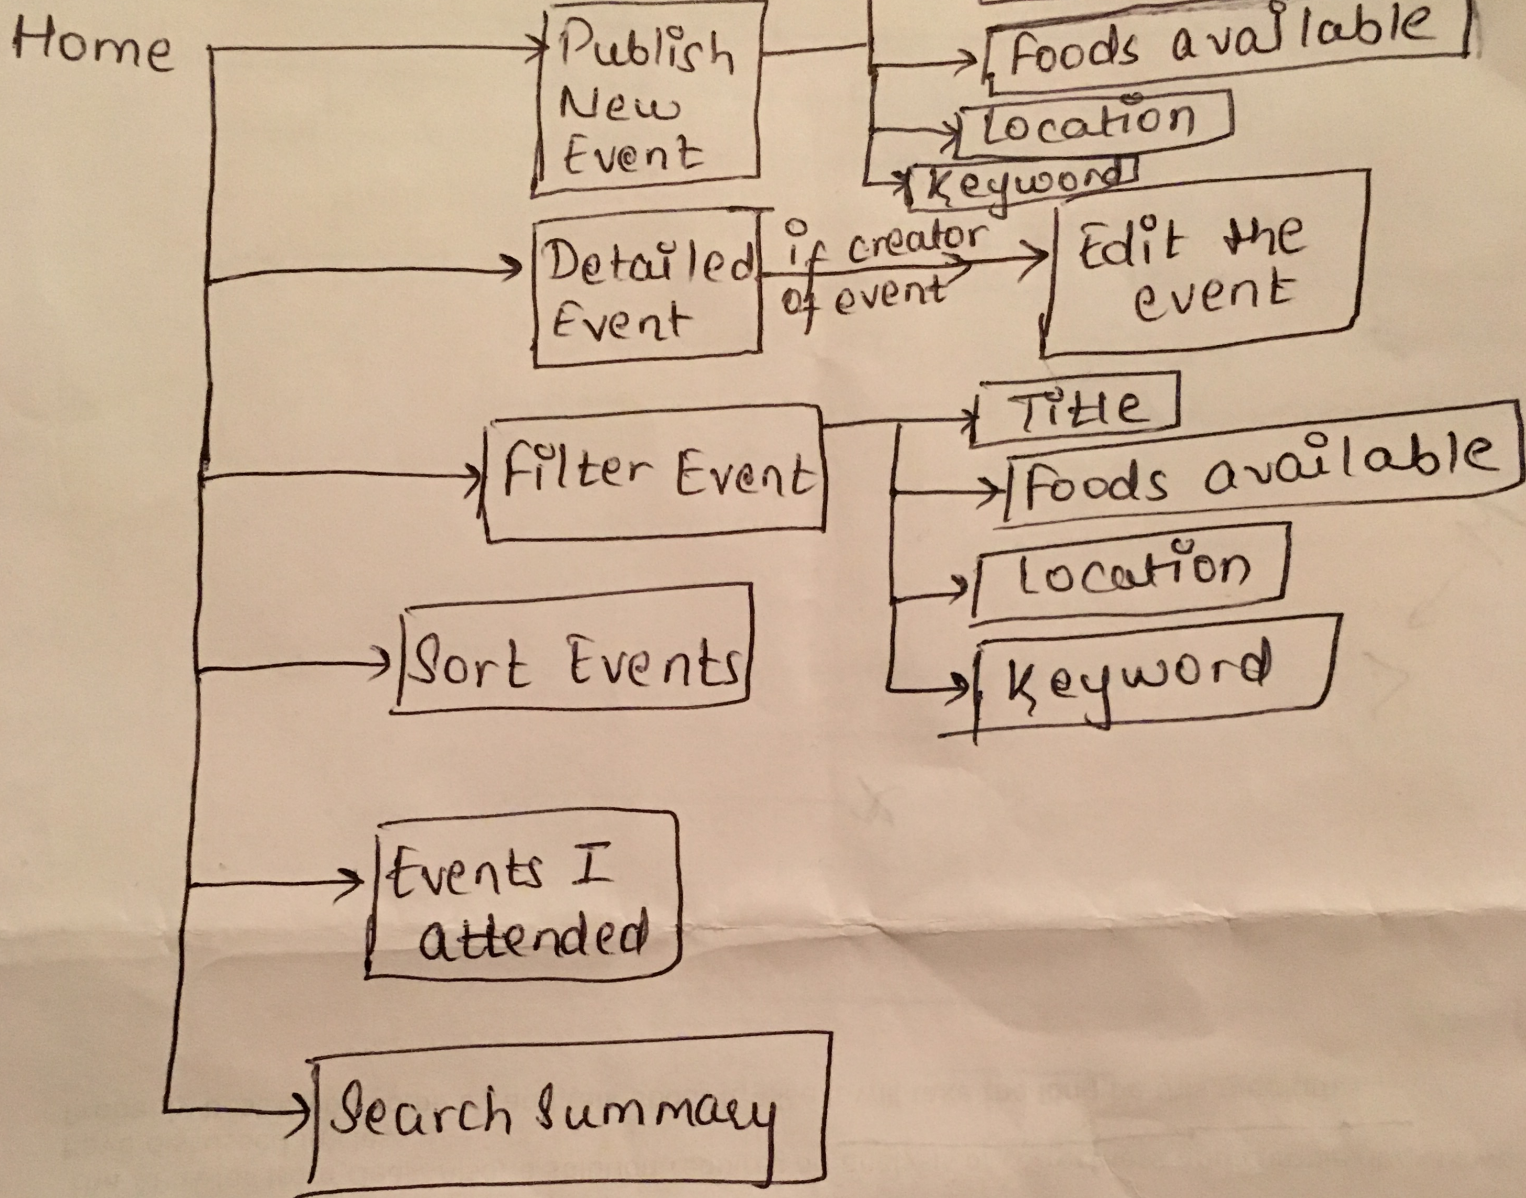 Home
Publish
New
Event
Foods available
Location
Keyword
Detailed
Event
if creator
of event
Edit the
event
Filter Event
Title
Foods available
Location
Keyword
Sort Events
Events I
attended
Search Summary